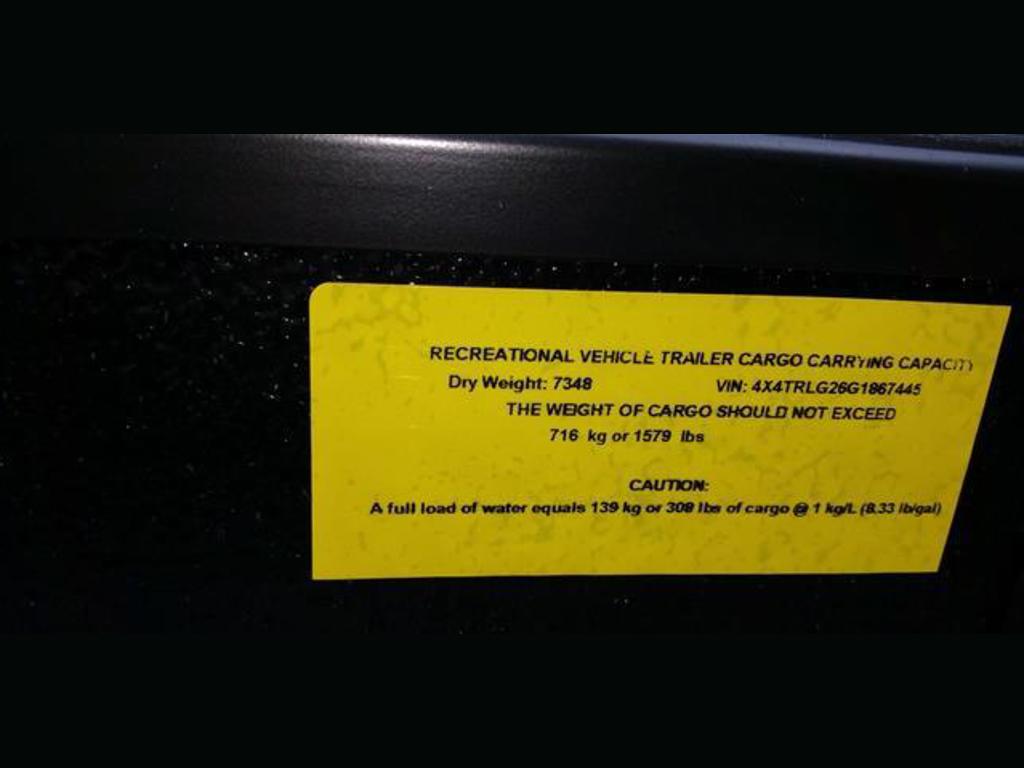 RECREATIONAL VEHICLE TRAILER CARGO CARRYING CAPACITY
Dry Weight: 7348 VIN: 4X4TRLG26G1867445
THE WEIGHT OF CARGO SHOULD NOT EXCEED
716 kg or 1579 lbs
CAUTION:
A full load of water equals 139 kg or 308 lbs of cargo @ 1 kg/L (8.33 lb/gal)